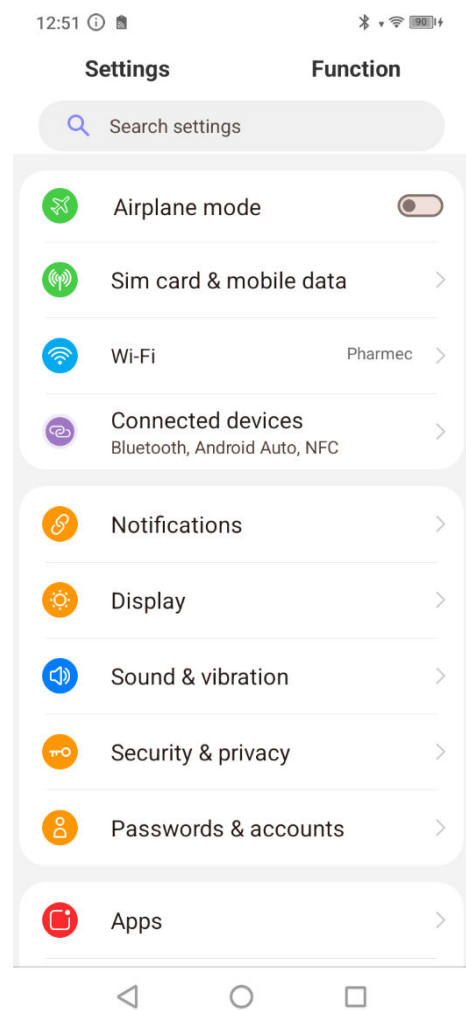 12:51
90
Settings
Function
Search settings
Airplane mode
Sim card & mobile data
Wi-Fi
Pharmec
Connected devices
Bluetooth, Android Auto, NFC
Notifications
Display
Sound & vibration
Security & privacy
Passwords & accounts
Apps